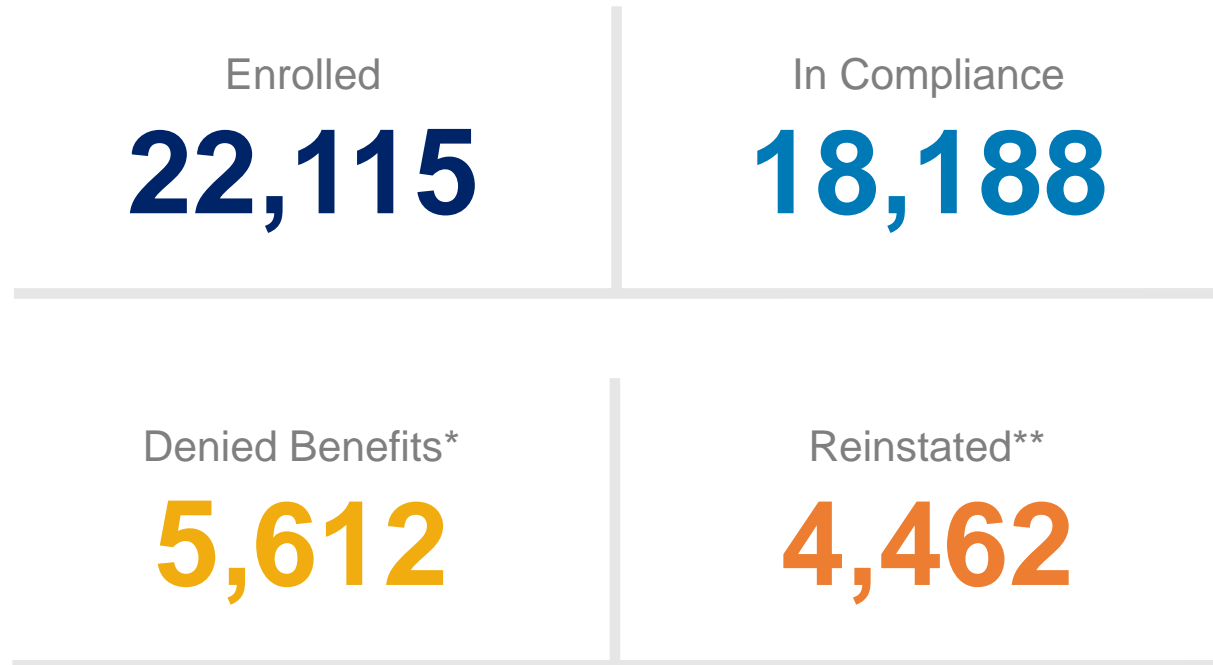 Enrolled
22,115
In Compliance
18,188
Denied Benefits*
5,612
Reinstated**
4,462